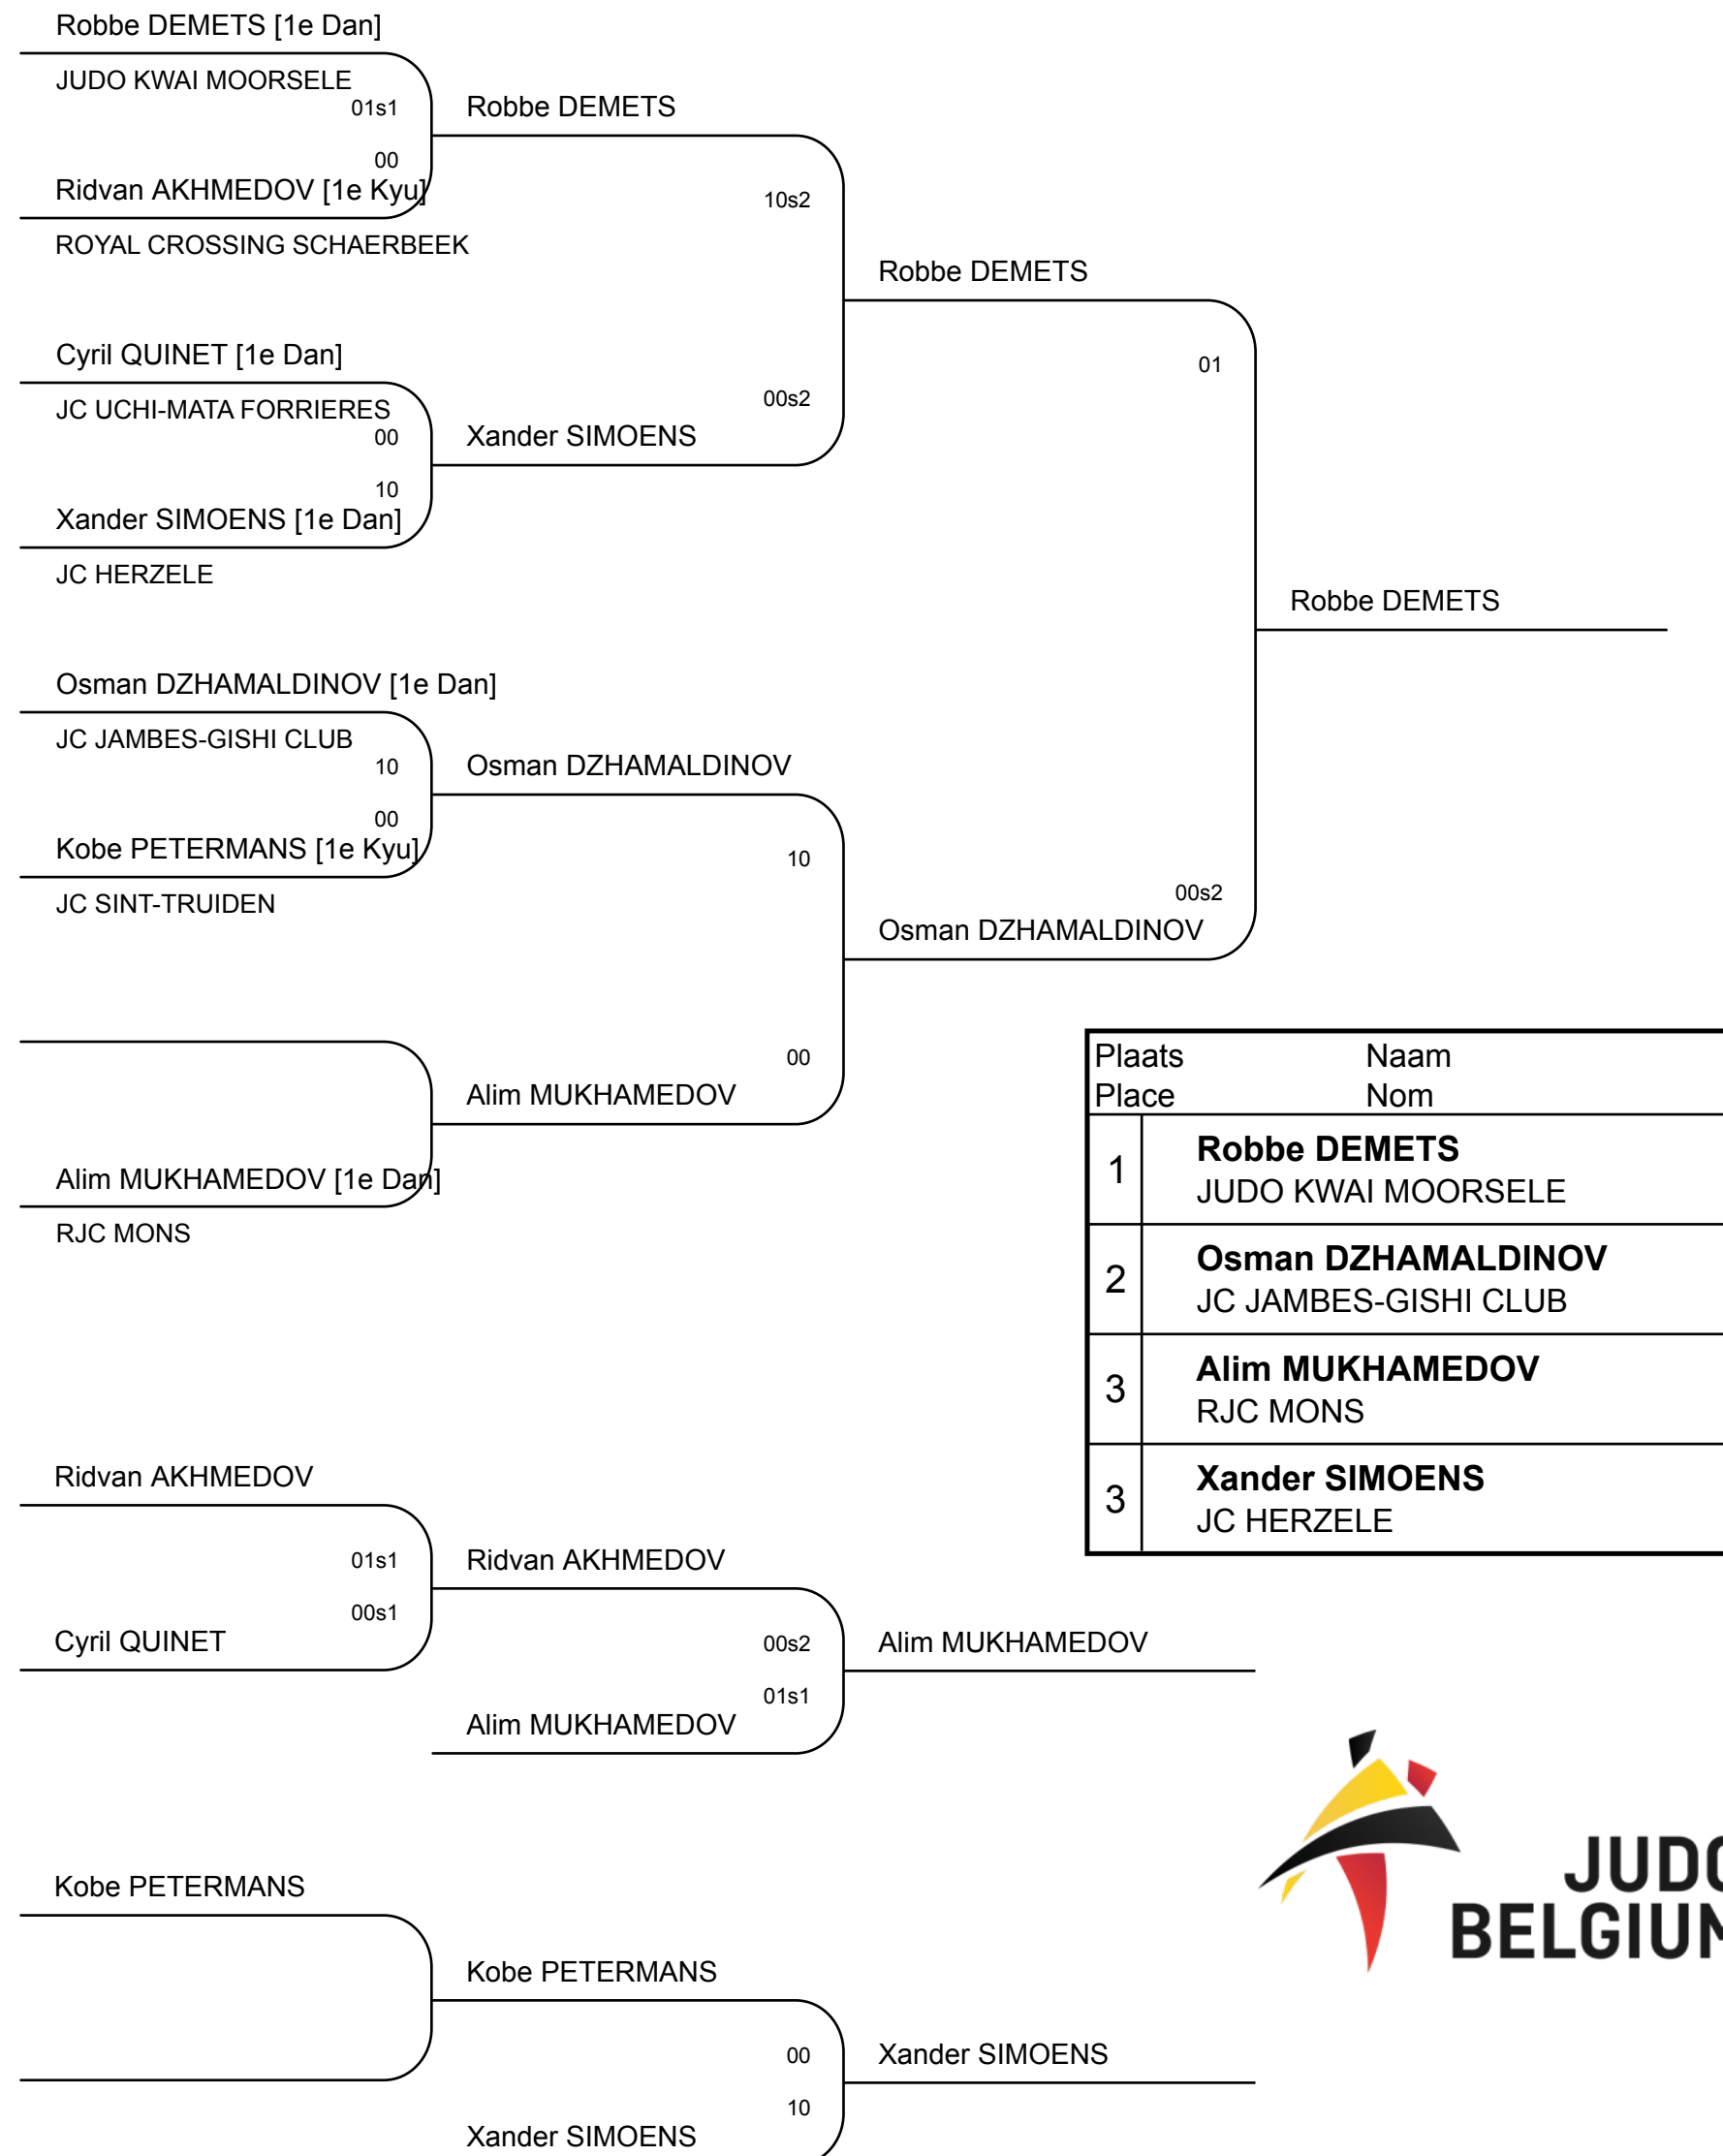 Robbe DEMETS [1e Dan]
JUDO KWAI MOORSELE
01s1
Robbe DEMETS
00
Ridvan AKHMEDOV [1e Kyu]
10s2
ROYAL CROSSING SCHAERBEEK
Robbe DEMETS
Cyril QUINET [1e Dan]
01
JC UCHI-MATA FORRIERES
00s2
00
Xander SIMOENS
10
Xander SIMOENS [1e Dan]
JC HERZELE
Robbe DEMETS
Osman DZHAMALDINOV [1e Dan]
JC JAMBES-GISHI CLUB
10
Osman DZHAMALDINOV
00
Kobe PETERMANS [1e Kyu]
10
JC SINT-TRUIDEN
00s2
Osman DZHAMALDINOV
00
Alim MUKHAMEDOV
Alim MUKHAMEDOV [1e Dan]
RJC MONS
Plaats Naam
Place Nom
1 Robbe DEMETS
JUDO KWAI MOORSELE
2 Osman DZHAMALDINOV
JC JAMBES-GISHI CLUB
3 Alim MUKHAMEDOV
RJC MONS
3 Xander SIMOENS
JC HERZELE
Ridvan AKHMEDOV
01s1
Ridvan AKHMEDOV
00s1
Cyril QUINET
00s2
Alim MUKHAMEDOV
01s1
Alim MUKHAMEDOV
Kobe PETERMANS
Kobe PETERMANS
00
Xander SIMOENS
10
Xander SIMOENS
JUDO
BELGIUM